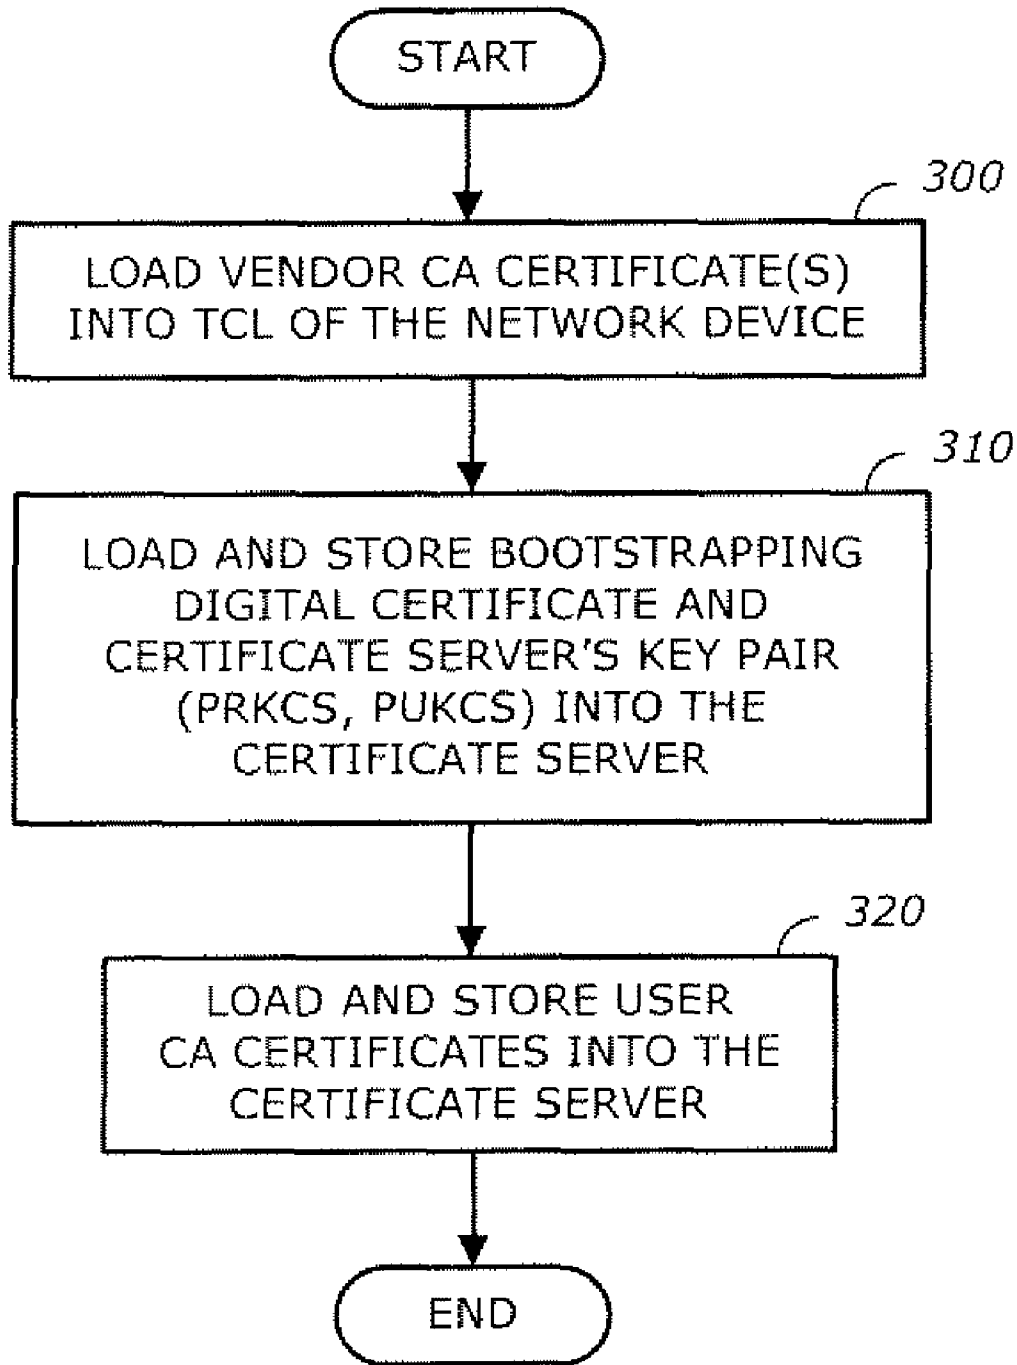 START
300
LOAD VENDOR CA CERTIFICATE(S)
INTO TCL OF THE NETWORK DEVICE
310
LOAD AND STORE BOOTSTRAPPING
DIGITAL CERTIFICATE AND
CERTIFICATE SERVER'S KEY PAIR
(PRKCS, PUKCS) INTO THE
CERTIFICATE SERVER
320
LOAD AND STORE USER
CA CERTIFICATES INTO THE
CERTIFICATE SERVER
END